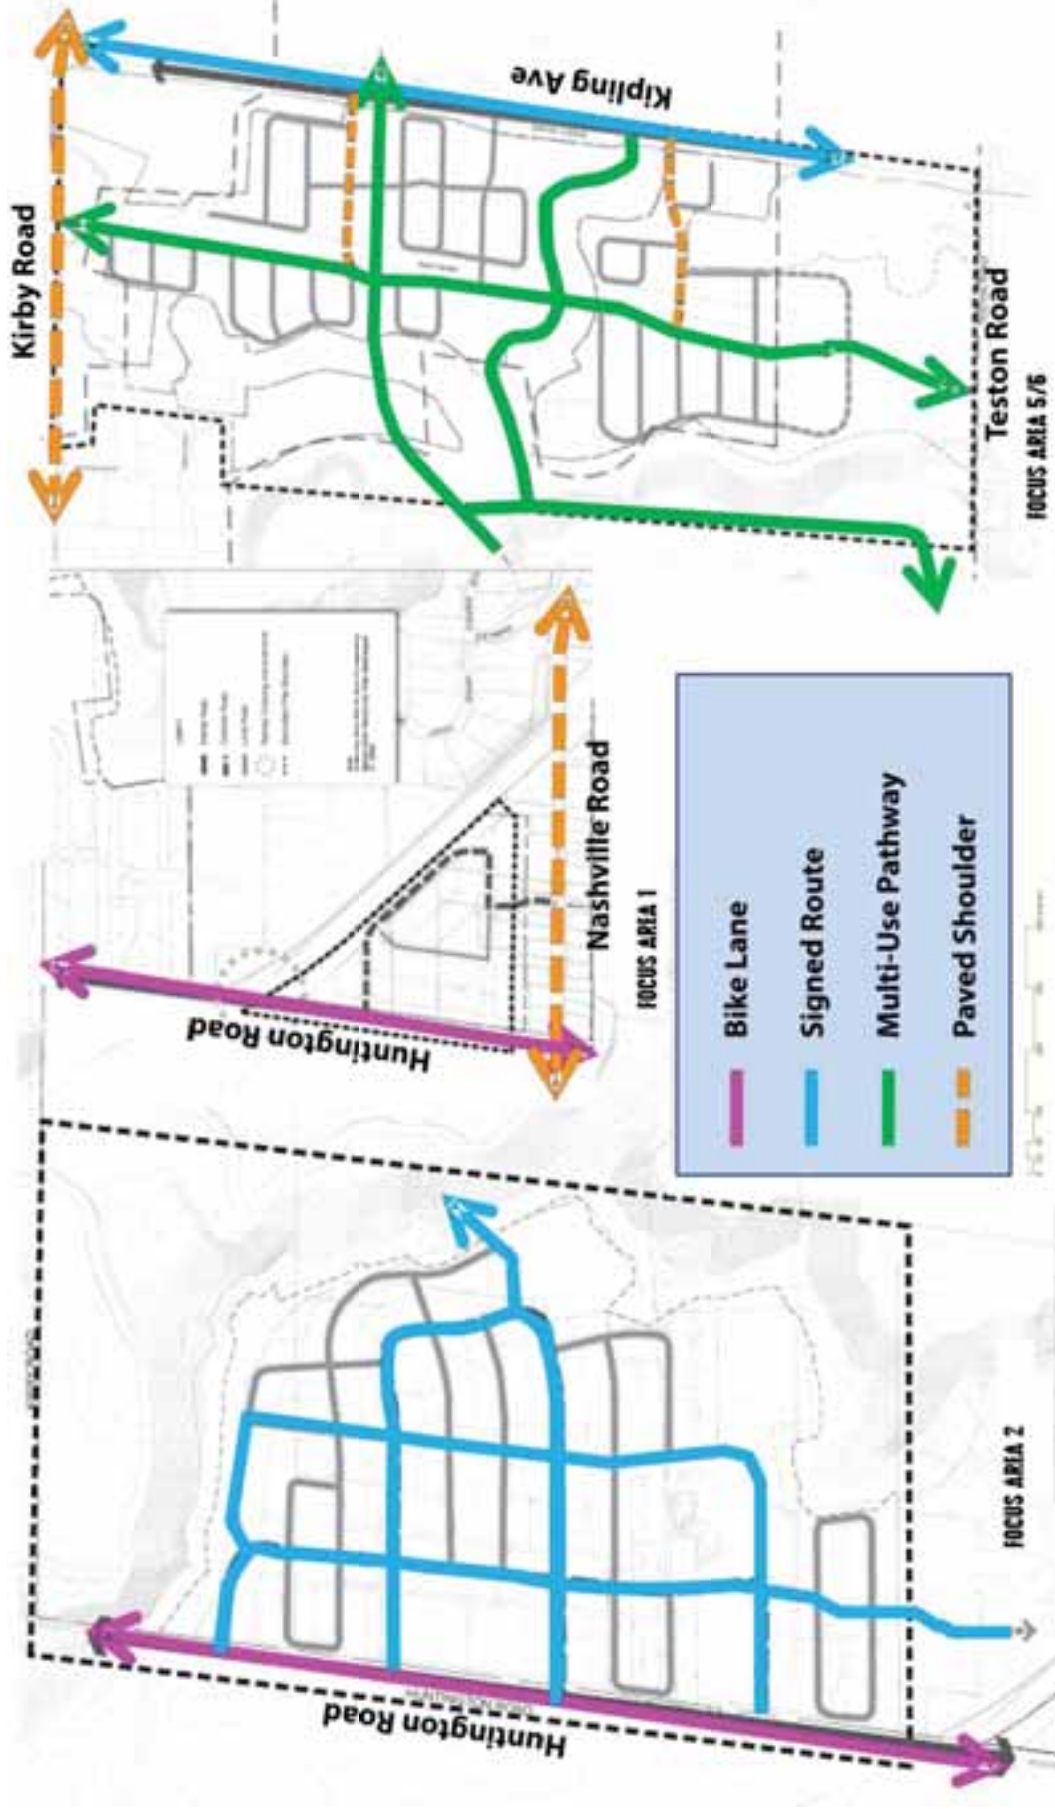 Kirby Road
Kipling Ave
Teston Road
FOCUS AREA 5/6
Huntington Road
Nashville Road
FOCUS AREA 1
Bike Lane
Signed Route
Multi-Use Pathway
Paved Shoulder
Huntington Road
FOCUS AREA 2